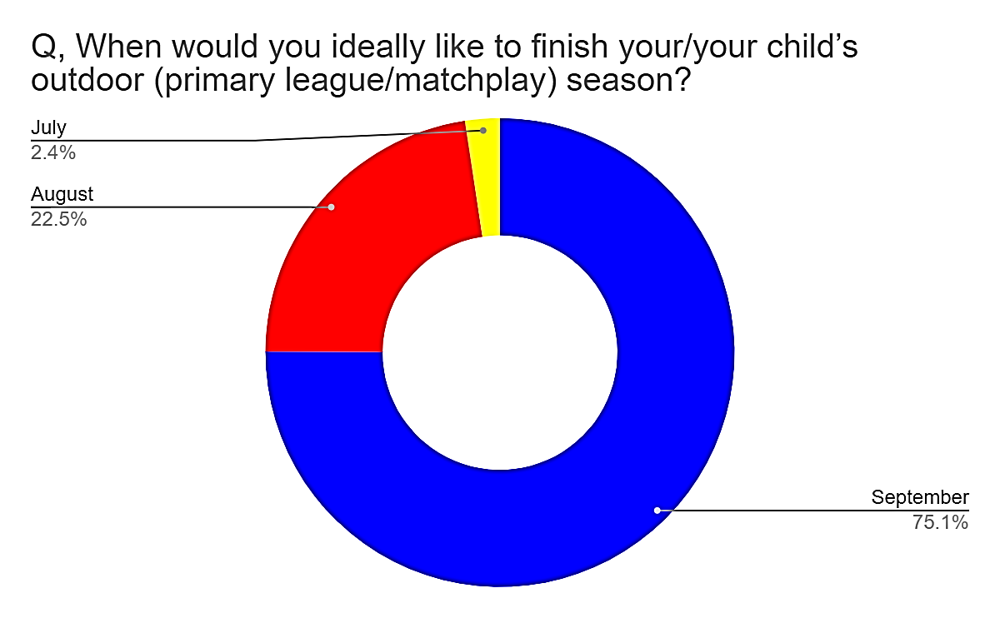 Q, When would you ideally like to finish your/your child’s
outdoor (primary league/matchplay) season?
July
2.4%
August
22.5%
September
75.1%